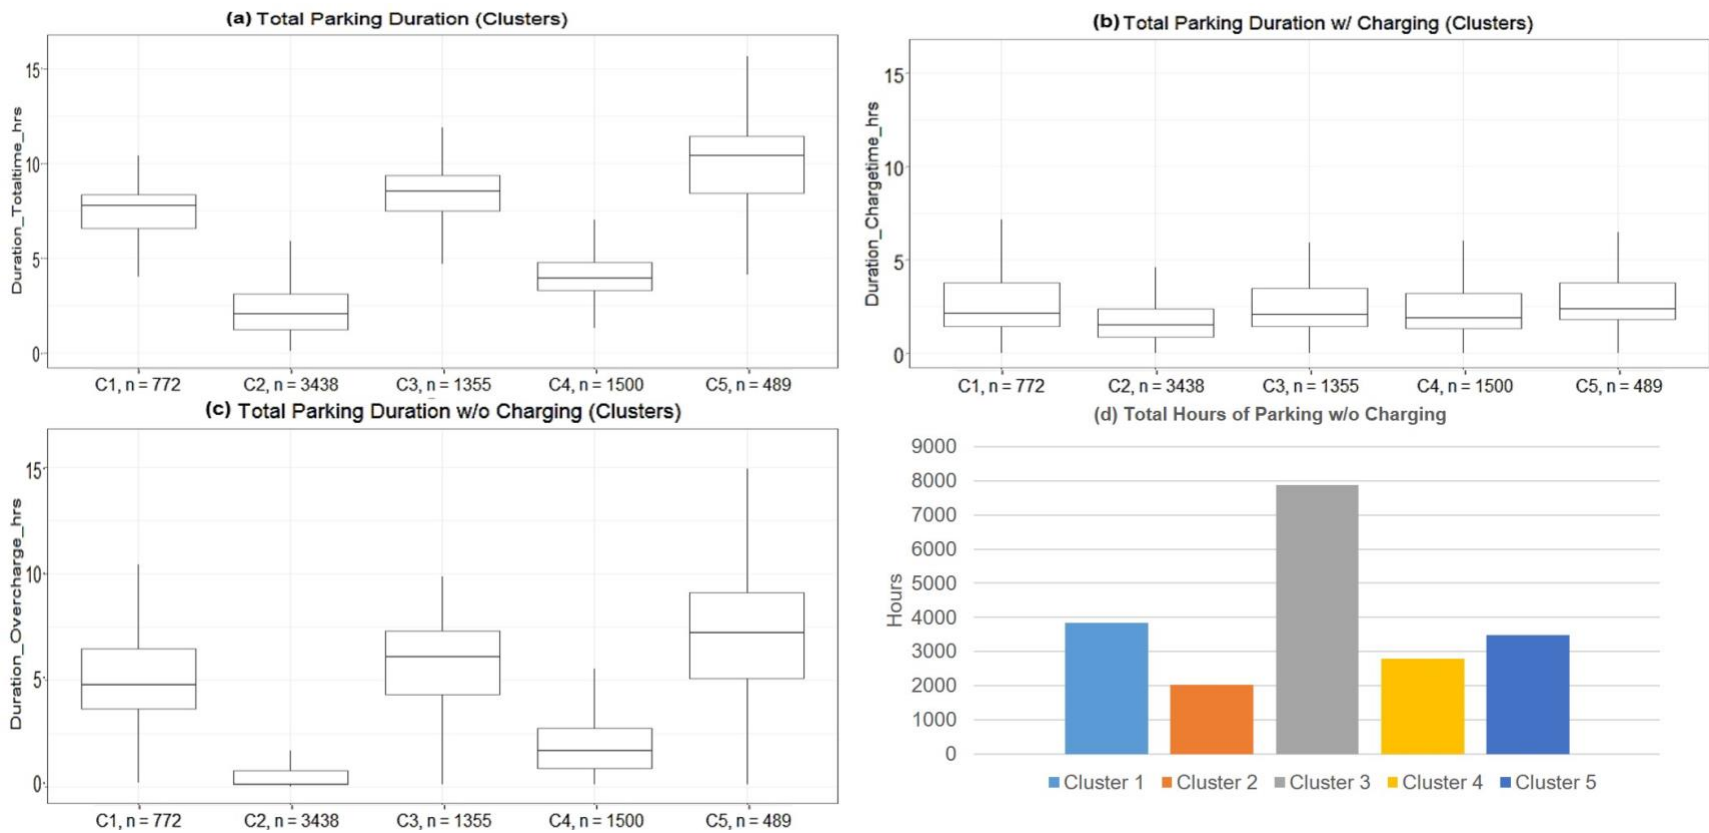 (a) Total Parking Duration (Clusters)
Duration_Totaltime_hrs
15
10
5
0
C1, n = 772 C2, n = 3438 C3, n = 1355 C4, n = 1500 C5, n = 489
(b) Total Parking Duration w/ Charging (Clusters)
Duration_Chargetime_hrs
15
10
5
0
C1, n = 772 C2, n = 3438 C3, n = 1355 C4, n = 1500 C5, n = 489
(c) Total Parking Duration w/o Charging (Clusters)
Duration_Overcharge_hrs
15
10
5
0
C1, n = 772 C2, n = 3438 C3, n = 1355 C4, n = 1500 C5, n = 489
(d) Total Hours of Parking w/o Charging
Hours
9000
8000
7000
6000
5000
4000
3000
2000
1000
0
Cluster 1 Cluster 2 Cluster 3 Cluster 4 Cluster 5